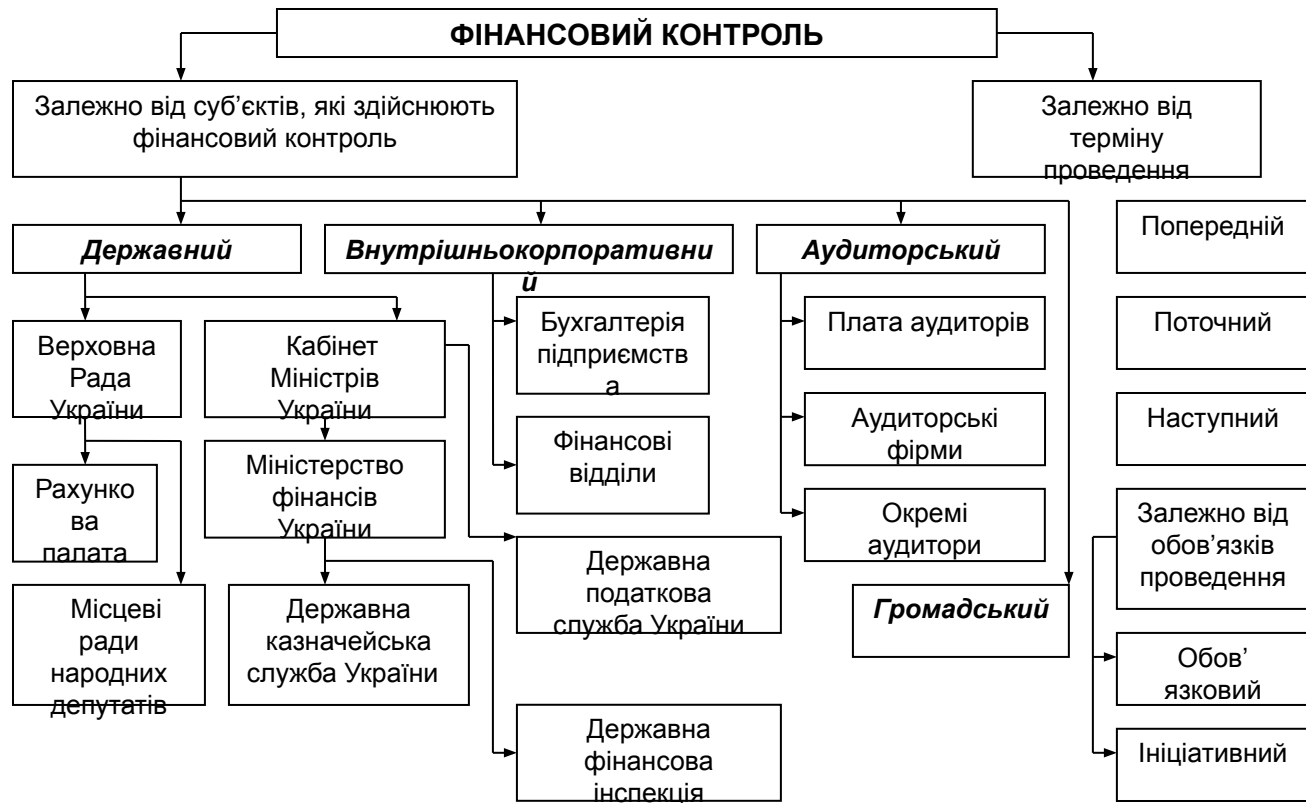 ФІНАНСОВИЙ КОНТРОЛЬ
Залежно від суб’єктів, які здійснюють
фінансовий контроль
Залежно від
терміну
проведення
Державний
Внутрішньокорпоративни
й
Аудиторський
Попередній
Верховна
Рада
України
Кабінет
Міністрів
України
Бухгалтерія
підприємств
а
Плата аудиторів
Поточний
Рахунко
ва
палата
Міністерство
фінансів
України
Фінансові
відділи
Аудиторські
фірми
Наступний
Окремі
аудитори
Залежно від
обов’язків
проведення
Місцеві
ради
народних
депутатів
Державна
казначейська
служба України
Державна
податкова
служба України
Громадський
Обов’
язковий
Державна
фінансова
інспекція
Ініціативний